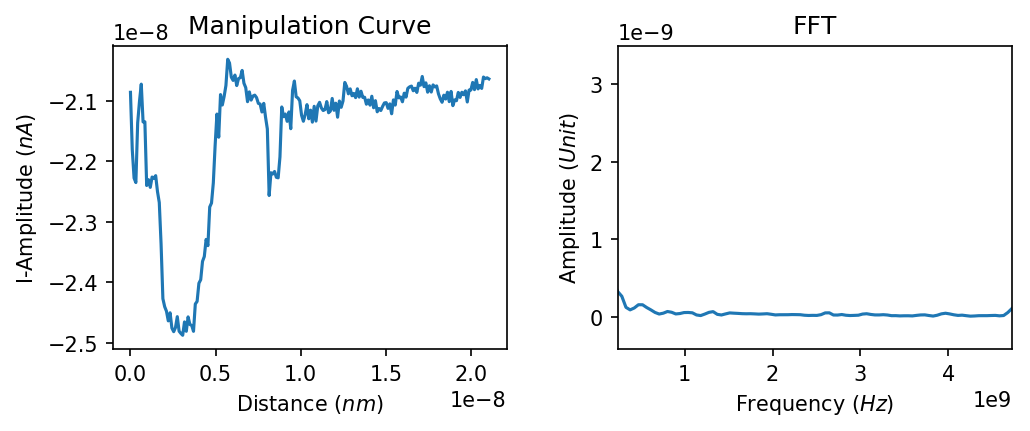 Manipulation Curve
1e−8
−2.1
−2.2
−2.3
−2.4
−2.5
I-Amplitude (nA)
0.0 0.5 1.0 1.5 2.0
1e−8
Distance (nm)
FFT
1e−9
3
2
1
0
Amplitude (Unit)
1 2 3 4
1e9
Frequency (Hz)